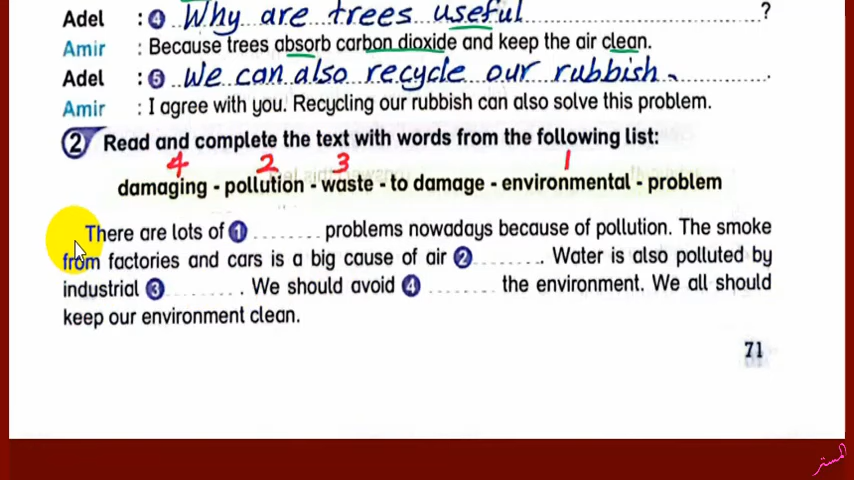 Adel : 4 Why are trees useful ?
Amir : Because trees absorb carbon dioxide and keep the air clean.
Adel : 5 We can also recycle our rubbish.
Amir : I agree with you. Recycling our rubbish can also solve this problem.
2 Read and complete the text with words from the following list:
4 2 3 1
damaging - pollution - waste - to damage - environmental - problem
There are lots of 1 ........ problems nowadays because of pollution. The smoke
from factories and cars is a big cause of air 2 ........ . Water is also polluted by
industrial 3 ........ . We should avoid 4 ........ the environment. We all should
keep our environment clean.
71
المستر